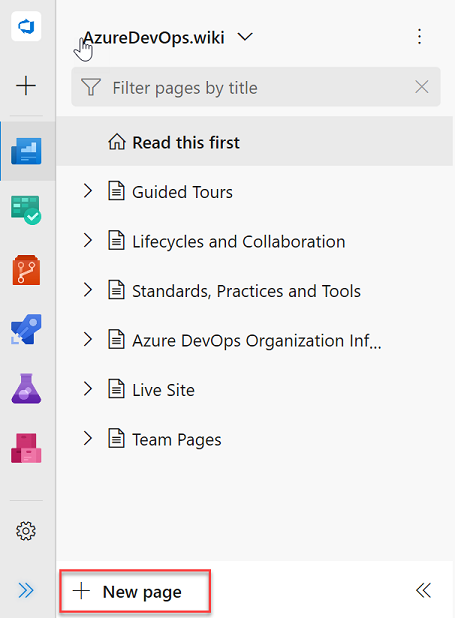 AzureDevOps.wiki
Filter pages by title
Read this first
Guided Tours
Lifecycles and Collaboration
Standards, Practices and Tools
Azure DevOps Organization Inf...
Live Site
Team Pages
New page